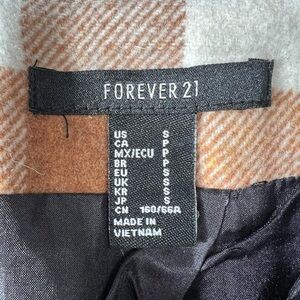 FOREVER 21
US S
CA P
MX/ECU P
BR P
EU S
UK S
KR S
JP S
CN 160/66A
MADE IN
VIETNAM